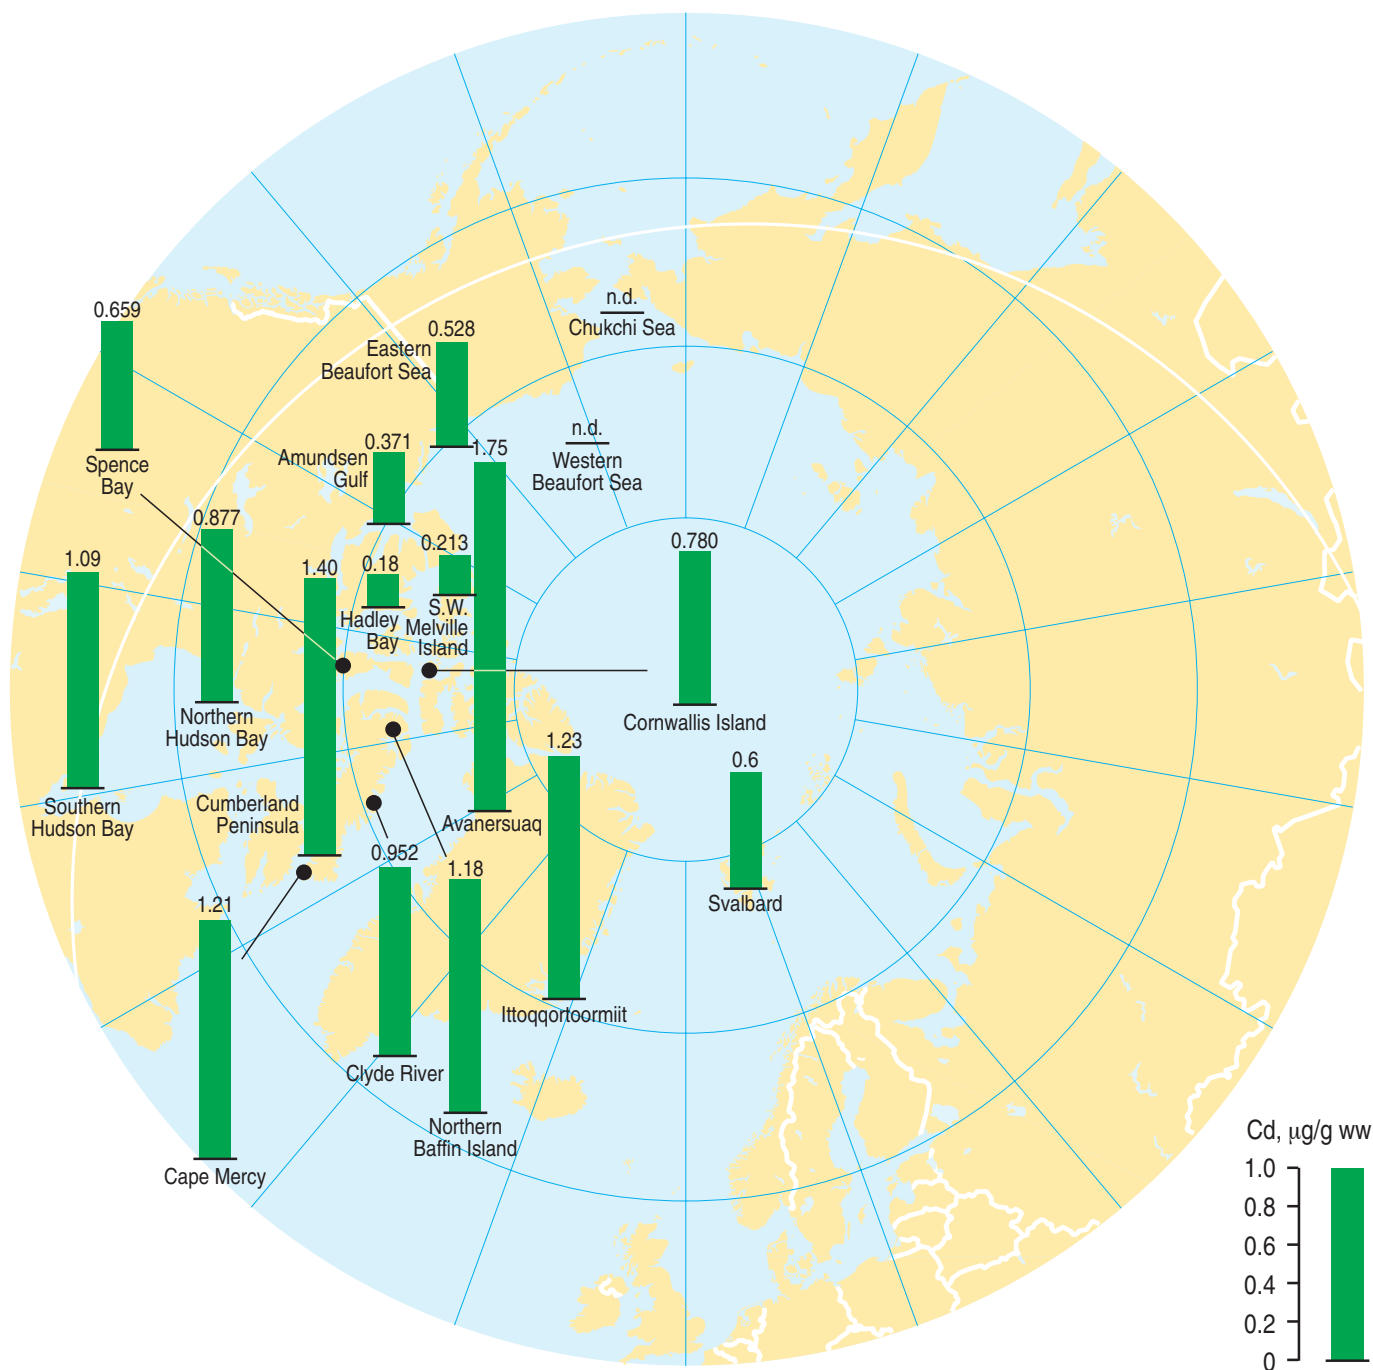 n.d.
Chukchi Sea
0.659
Spence
Bay
0.528
Eastern
Beaufort Sea
n.d.
Western
Beaufort Sea
0.371
Amundsen
Gulf
1.75
Avanersuaq
0.877
Northern
Hudson Bay
1.09
Southern
Hudson Bay
1.40
Cumberland
Peninsula
0.18
Hadley
Bay
0.213
S.W.
Melville
Island
0.780
Cornwallis Island
1.23
Ittoqqortoormiit
0.6
Svalbard
0.952
Clyde River
1.18
Northern
Baffin Island
1.21
Cape Mercy
Cd, µg/g ww
1.0
0.8
0.6
0.4
0.2
0